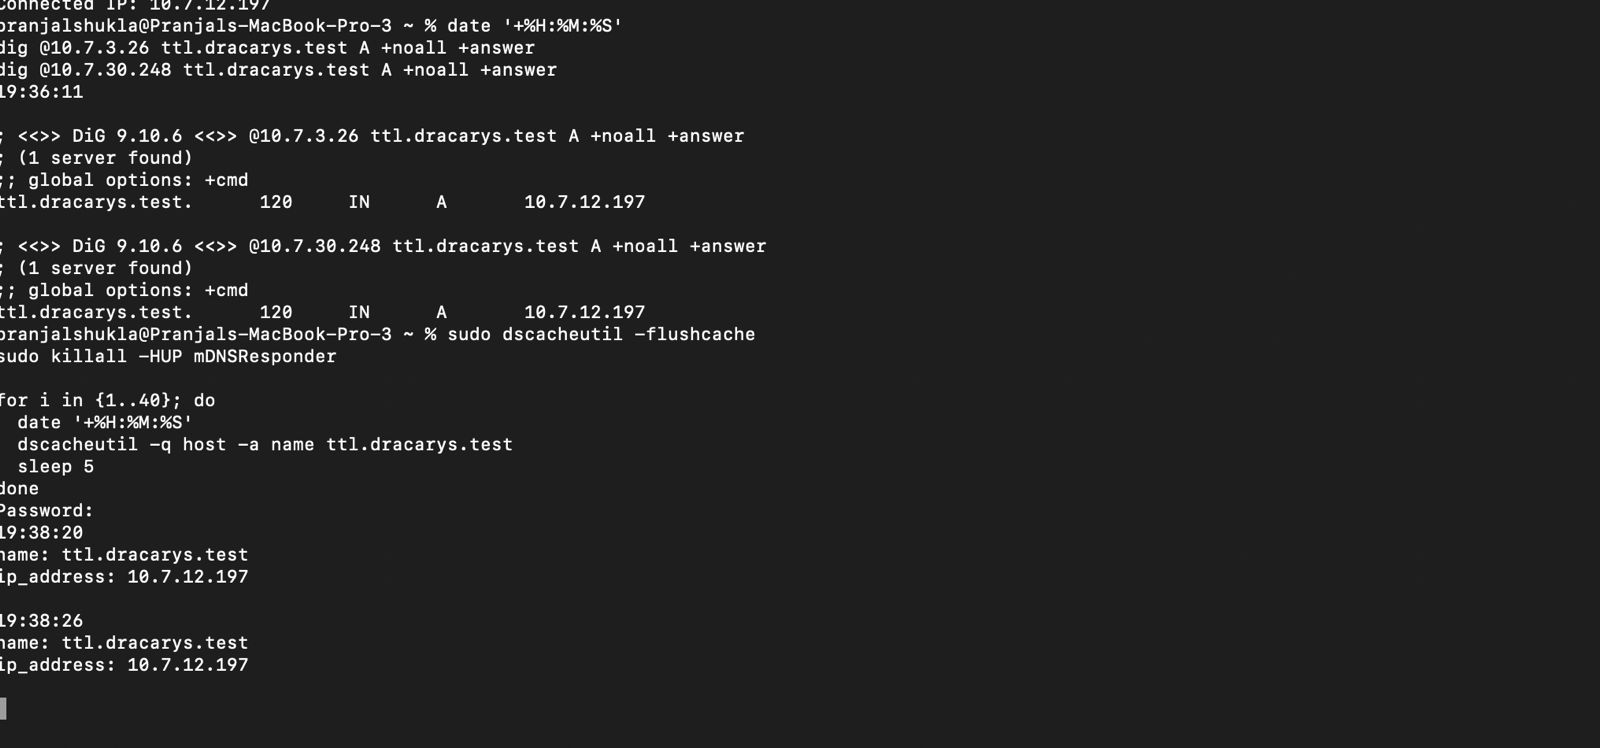 Connected IP: 10.7.12.197
pranjalshukla@Pranjals-MacBook-Pro-3 ~ % date '+%H:%M:%S'
dig @10.7.3.26 ttl.dracarys.test A +noall +answer
dig @10.7.30.248 ttl.dracarys.test A +noall +answer
19:36:11
; <<>> DiG 9.10.6 <<>> @10.7.3.26 ttl.dracarys.test A +noall +answer
; (1 server found)
;; global options: +cmd
ttl.dracarys.test. 120 IN A 10.7.12.197
; <<>> DiG 9.10.6 <<>> @10.7.30.248 ttl.dracarys.test A +noall +answer
; (1 server found)
;; global options: +cmd
ttl.dracarys.test. 120 IN A 10.7.12.197
pranjalshukla@Pranjals-MacBook-Pro-3 ~ % sudo dscacheutil -flushcache
sudo killall -HUP mDNSResponder
for i in {1..40}; do
date '+%H:%M:%S'
dscacheutil -q host -a name ttl.dracarys.test
sleep 5
done
Password:
19:38:20
name: ttl.dracarys.test
ip_address: 10.7.12.197
19:38:26
name: ttl.dracarys.test
ip_address: 10.7.12.197